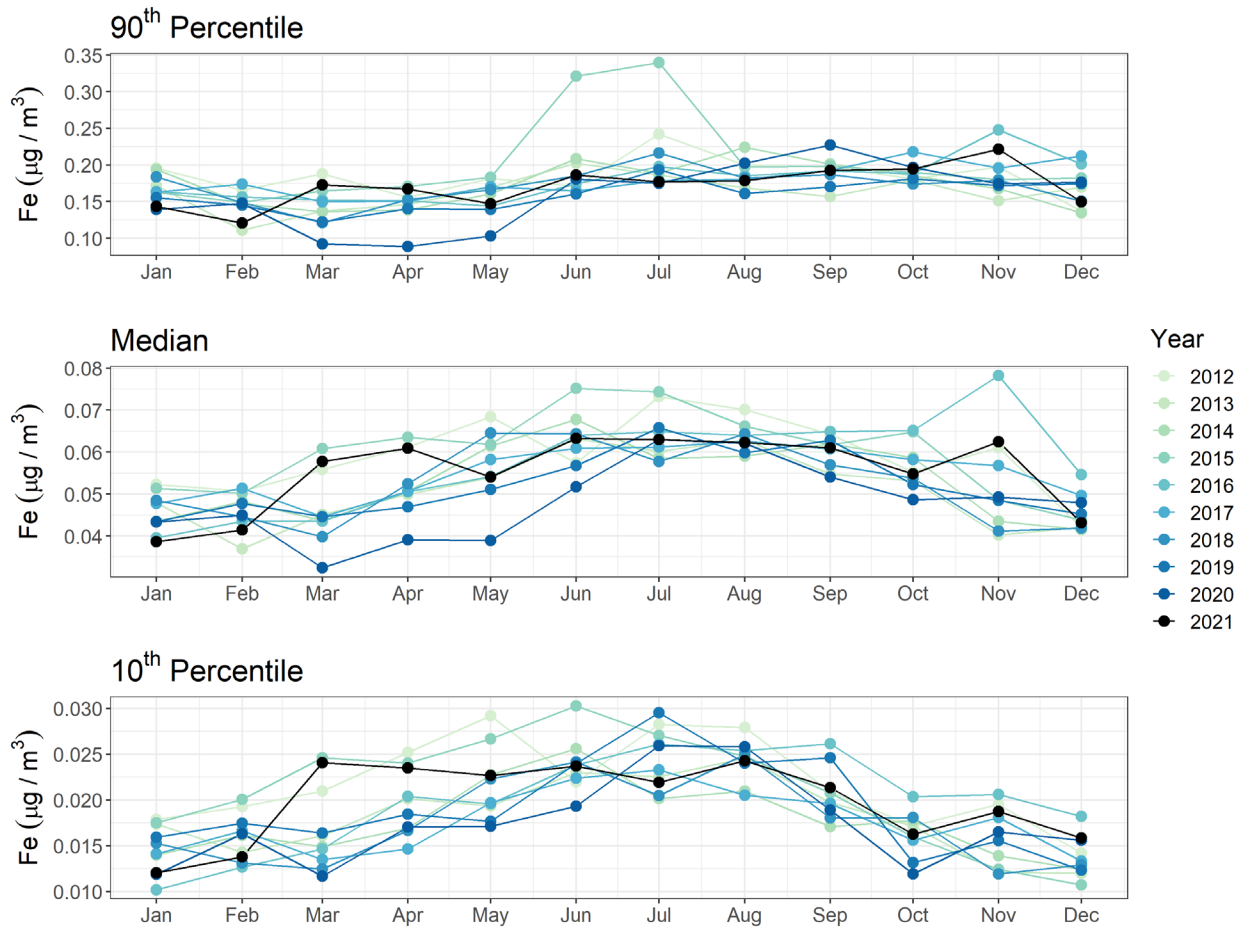 90th Percentile
Fe (µg / m3)
0.35
0.30
0.25
0.20
0.15
0.10
Jan Feb Mar Apr May Jun Jul Aug Sep Oct Nov Dec
Median
Fe (µg / m3)
0.08
0.07
0.06
0.05
0.04
Jan Feb Mar Apr May Jun Jul Aug Sep Oct Nov Dec
10th Percentile
Fe (µg / m3)
0.030
0.025
0.020
0.015
0.010
Jan Feb Mar Apr May Jun Jul Aug Sep Oct Nov Dec
Year
2012
2013
2014
2015
2016
2017
2018
2019
2020
2021